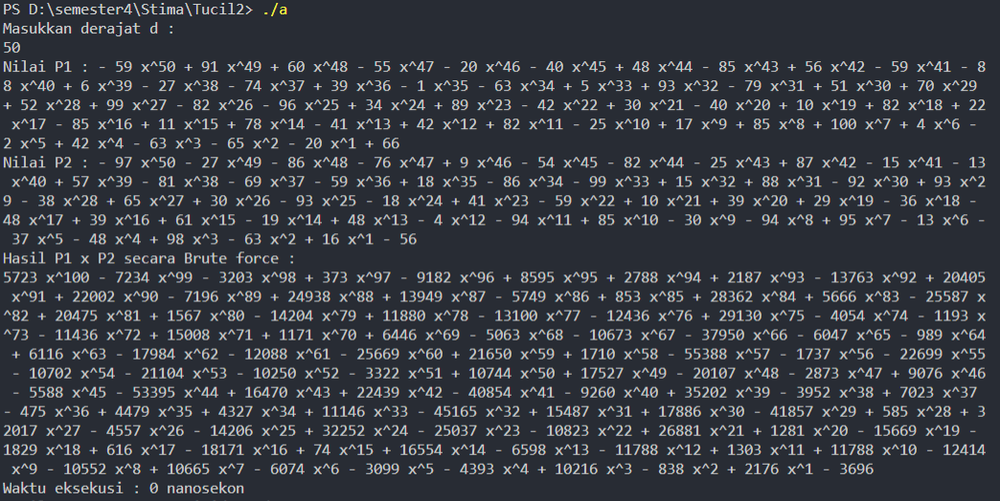 PS D:\semester4\Stima\Tucil2> ./a
Masukkan derajat d :
50
Nilai P1 : - 59 x^50 + 91 x^49 + 60 x^48 - 55 x^47 - 20 x^46 - 40 x^45 + 48 x^44 - 85 x^43 + 56 x^42 - 59 x^41 - 8
8 x^40 + 6 x^39 - 27 x^38 - 74 x^37 + 39 x^36 - 1 x^35 - 63 x^34 + 5 x^33 + 93 x^32 - 79 x^31 + 51 x^30 + 70 x^29
+ 52 x^28 + 99 x^27 - 82 x^26 - 96 x^25 + 34 x^24 + 89 x^23 - 42 x^22 + 30 x^21 - 40 x^20 + 10 x^19 + 82 x^18 + 22
 x^17 - 85 x^16 + 11 x^15 + 78 x^14 - 41 x^13 + 42 x^12 + 82 x^11 - 25 x^10 + 17 x^9 + 85 x^8 + 100 x^7 + 4 x^6 -
2 x^5 + 42 x^4 - 63 x^3 - 65 x^2 - 20 x^1 + 66
Nilai P2 : - 97 x^50 - 27 x^49 - 86 x^48 - 76 x^47 + 9 x^46 - 54 x^45 - 82 x^44 - 25 x^43 + 87 x^42 - 15 x^41 - 13
 x^40 + 57 x^39 - 81 x^38 - 69 x^37 - 59 x^36 + 18 x^35 - 86 x^34 - 99 x^33 + 15 x^32 + 88 x^31 - 92 x^30 + 93 x^2
9 - 38 x^28 + 65 x^27 + 30 x^26 - 93 x^25 - 18 x^24 + 41 x^23 - 59 x^22 + 10 x^21 + 39 x^20 + 29 x^19 - 36 x^18 -
48 x^17 + 39 x^16 + 61 x^15 - 19 x^14 + 48 x^13 - 4 x^12 - 94 x^11 + 85 x^10 - 30 x^9 - 94 x^8 + 95 x^7 - 13 x^6 -
 37 x^5 - 48 x^4 + 98 x^3 - 63 x^2 + 16 x^1 - 56
Hasil P1 x P2 secara Brute force :
5723 x^100 - 7234 x^99 - 3203 x^98 + 373 x^97 - 9182 x^96 + 8595 x^95 + 2788 x^94 + 2187 x^93 - 13763 x^92 + 20405
 x^91 + 22002 x^90 - 7196 x^89 + 24938 x^88 + 13949 x^87 - 5749 x^86 + 853 x^85 + 28362 x^84 + 5666 x^83 - 25587 x
^82 + 20475 x^81 + 1567 x^80 - 14204 x^79 + 11880 x^78 - 13100 x^77 - 12436 x^76 + 29130 x^75 - 4054 x^74 - 1193 x
^73 - 11436 x^72 + 15008 x^71 + 1171 x^70 + 6446 x^69 - 5063 x^68 - 10673 x^67 - 37950 x^66 - 6047 x^65 - 989 x^64
 + 6116 x^63 - 17984 x^62 - 12088 x^61 - 25669 x^60 + 21650 x^59 + 1710 x^58 - 55388 x^57 - 1737 x^56 - 22699 x^55
 - 10702 x^54 - 21104 x^53 - 10250 x^52 - 3322 x^51 + 10744 x^50 + 17527 x^49 - 20107 x^48 - 2873 x^47 + 9076 x^46
 - 5588 x^45 - 53395 x^44 + 16470 x^43 + 22439 x^42 - 40854 x^41 - 9260 x^40 + 35202 x^39 - 3952 x^38 + 7023 x^37
- 475 x^36 + 4479 x^35 + 4327 x^34 + 11146 x^33 - 45165 x^32 + 15487 x^31 + 17886 x^30 - 41857 x^29 + 585 x^28 + 3
2017 x^27 - 4557 x^26 - 14206 x^25 + 32252 x^24 - 25037 x^23 - 10823 x^22 + 26881 x^21 + 1281 x^20 - 15669 x^19 -
1829 x^18 + 616 x^17 - 18171 x^16 + 74 x^15 + 16554 x^14 - 6598 x^13 - 11788 x^12 + 1303 x^11 + 11788 x^10 - 12414
 x^9 - 10552 x^8 + 10665 x^7 - 6074 x^6 - 3099 x^5 - 4393 x^4 + 10216 x^3 - 838 x^2 + 2176 x^1 - 3696
Waktu eksekusi : 0 nanosekon